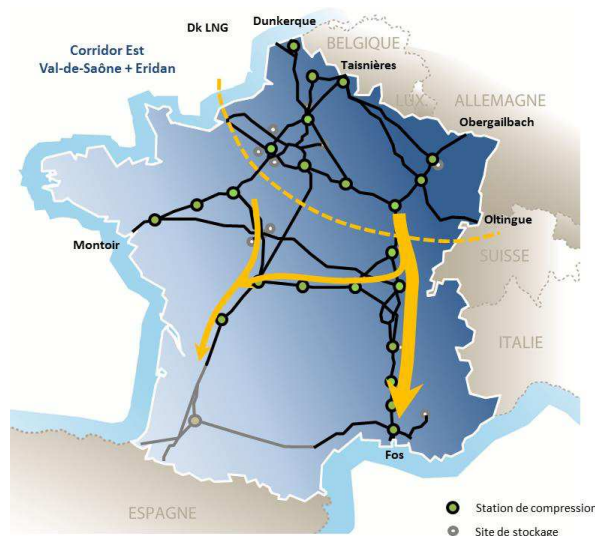 Dk LNG
Dunkerque
BELGIQUE
Corridor Est
Val-de-Saône + Eridan
Taisnières
LUX.
ALLEMAGNE
Obergailbach
Oltingue
Montoir
SUISSE
ITALIE
Fos
ESPAGNE
Station de compression
Site de stockage